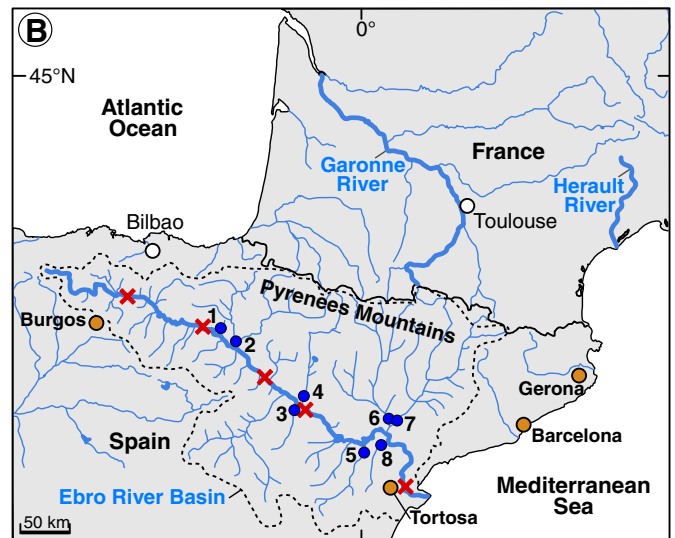 B
0°
45°N
Atlantic
Ocean
France
Garonne
River
Herault
River
Toulouse
Bilbao
Pyrenees Mountains
Burgos
1
2
3
4
5
6
7
8
Gerona
Barcelona
Spain
Ebro River Basin
Mediterranean
Sea
Tortosa
50 km